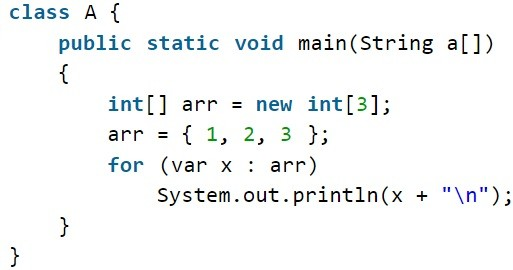 class A {
    public static void main(String a[])
    {
        int[] arr = new int[3];
        arr = { 1, 2, 3 };
        for (var x : arr)
            System.out.println(x + "\n");
    }
}